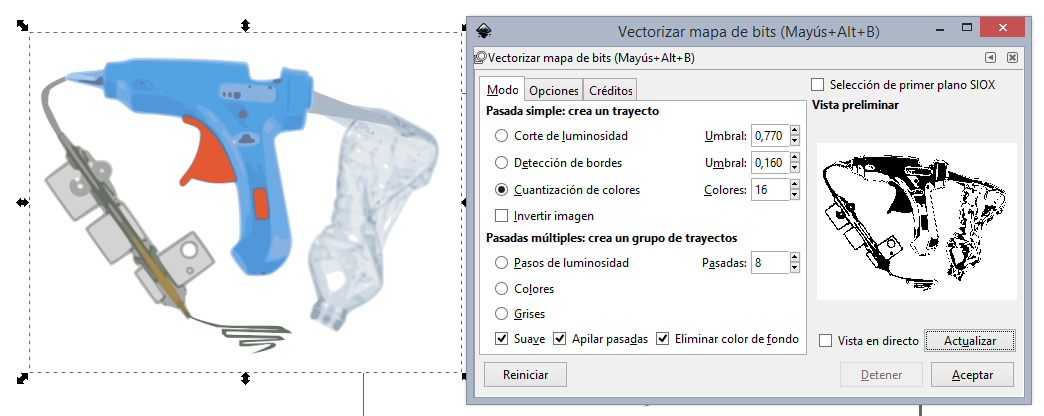 Vectorizar mapa de bits (Mayús+Alt+B)
Vectorizar mapa de bits (Mayús+Alt+B)
Modo Opciones Créditos
Selección de primer plano SIOX
Vista preliminar
Pasada simple: crea un trayecto
Corte de luminosidad Umbral: 0,770
Detección de bordes Umbral: 0,160
Cuantización de colores Colores: 16
Invertir imagen
Pasadas múltiples: crea un grupo de trayectos
Pasos de luminosidad Pasadas: 8
Colores
Grises
Suave Apilar pasadas Eliminar color de fondo
Vista en directo Actualizar
Reiniciar Detener Aceptar